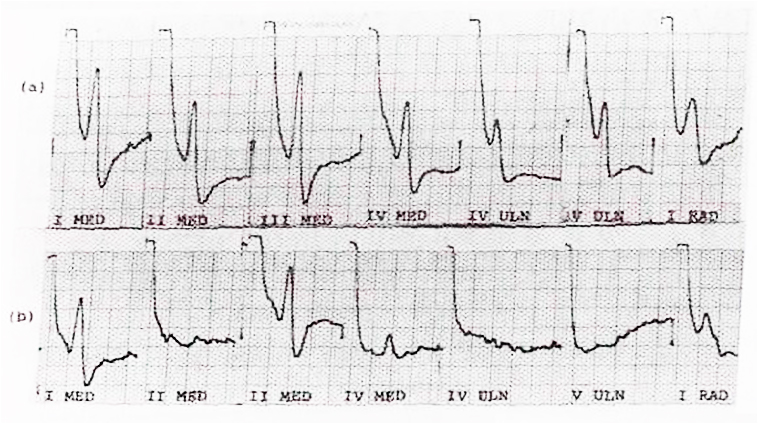 (a)
I MED II MED III MED IV MED IV ULN V ULN I RAD
(b)
I MED II MED II MED IV MED IV ULN V ULN I RAD